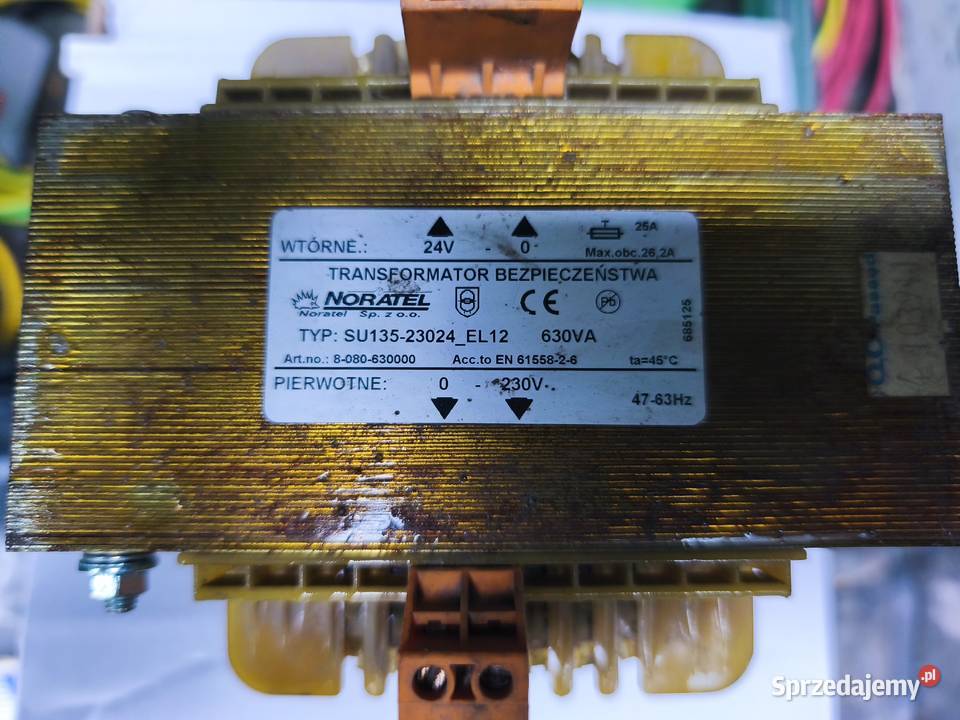 WTÓRNE.: 24V - 0 25A
Max.obc.26,2A
TRANSFORMATOR BEZPIECZEŃSTWA
NORATEL CE Pb
Noratel Sp. z o.o.
TYP: SU135-23024_EL12 630VA
Art.no.: 8-080-630000 Acc.to EN 61558-2-6 ta=45°C
685125
PIERWOTNE: 0 - 230V
47-63Hz
Sprzedajemy.pl